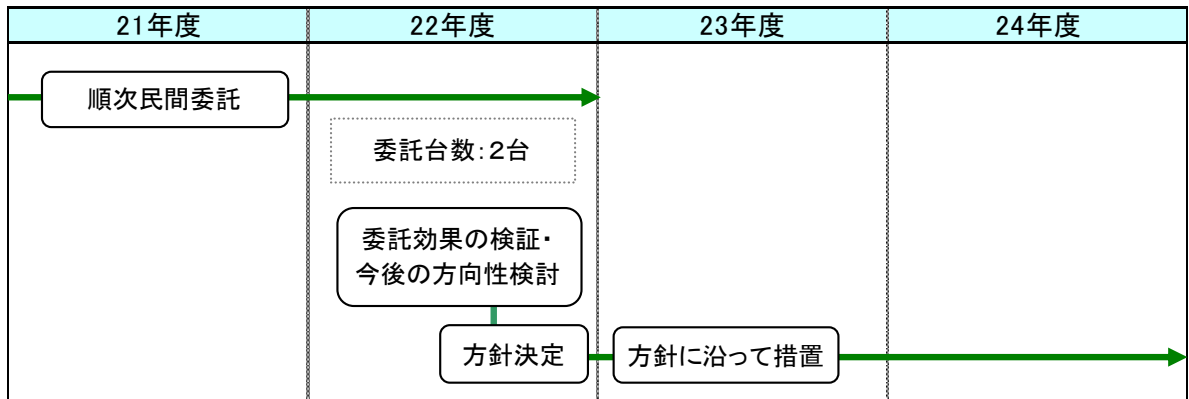 21年度
22年度
23年度
24年度
順次民間委託
委託台数:2台
委託効果の検証・
今後の方向性検討
方針決定
方針に沿って措置